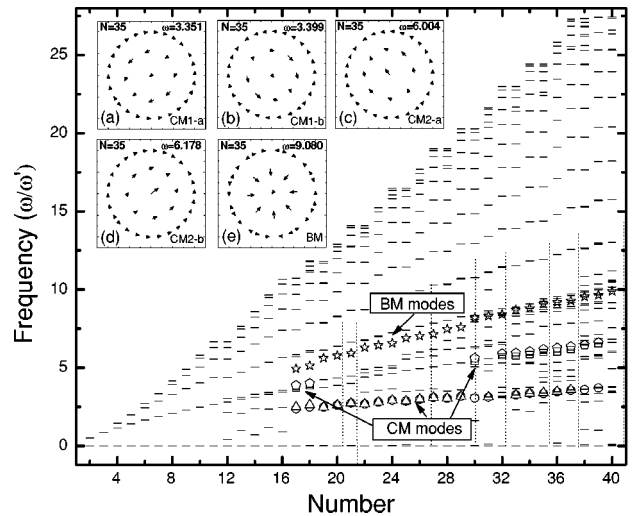 N=35 ω=3.351
(a) CM1-a
N=35 ω=3.399
(b) CM1-b
N=35 ω=6.004
(c) CM2-a
N=35 ω=6.178
(d) CM2-b
N=35 ω=9.080
(e) BM
BM modes
CM modes
Frequency (ω/ω')
25
20
15
10
5
0
4 8 12 16 20 24 28 32 36 40
Number